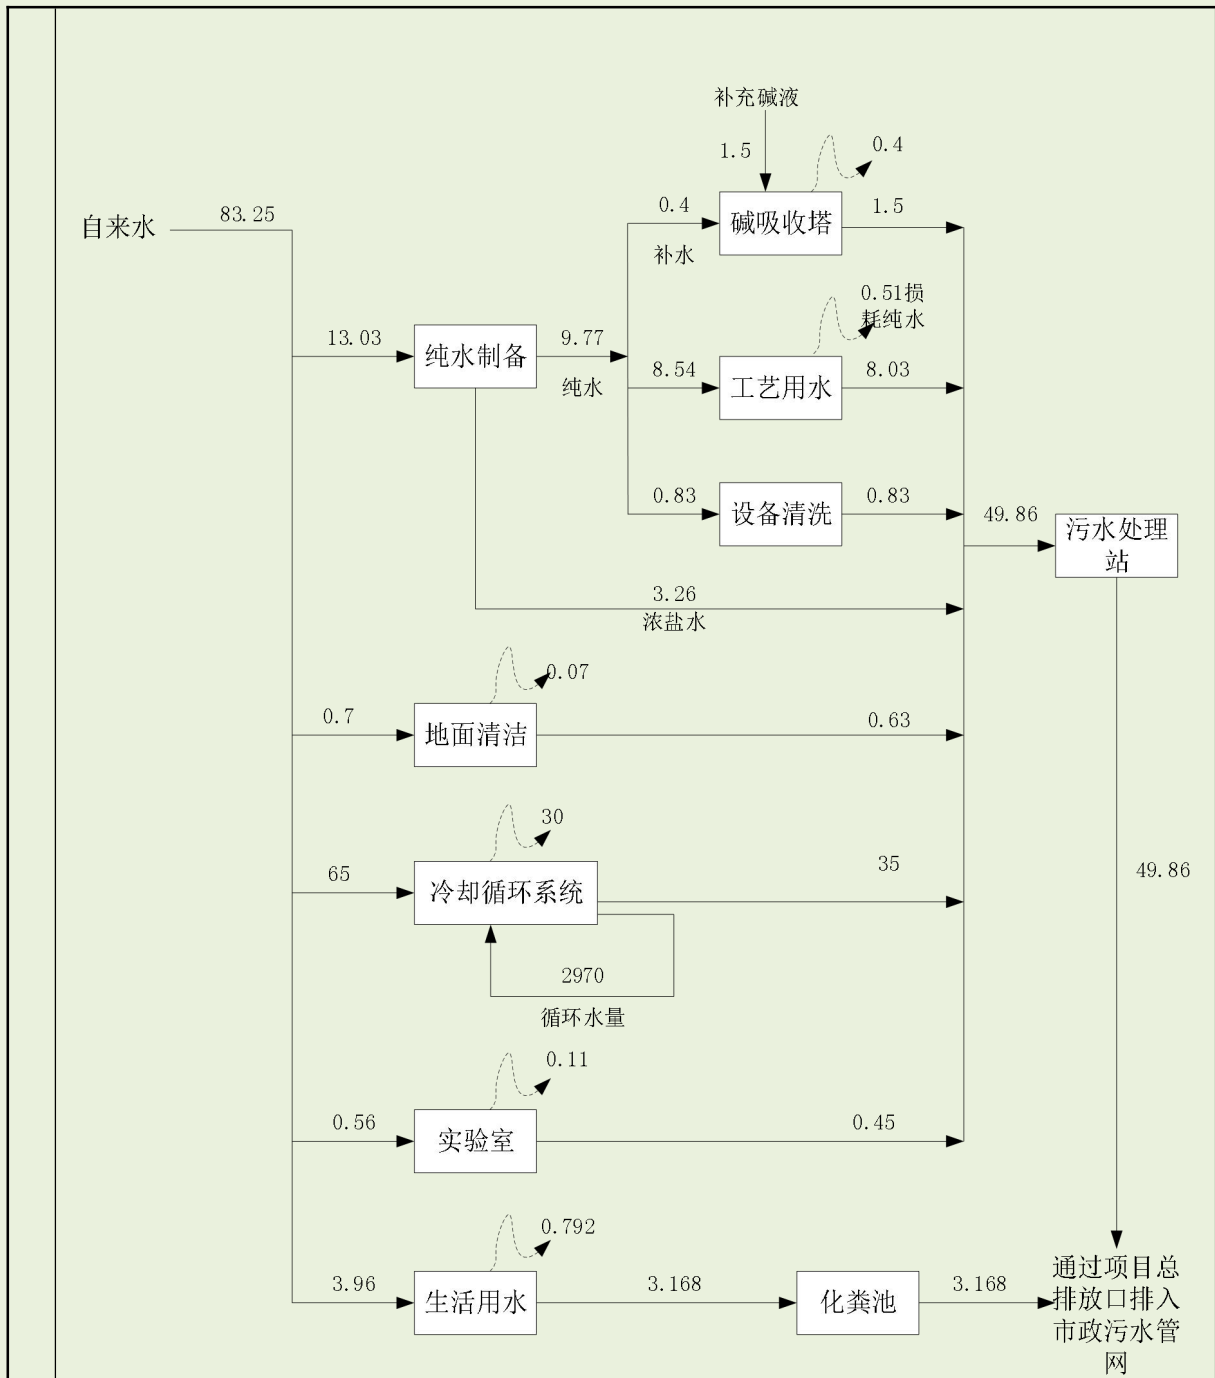 补充碱液
1.5
0.4
自来水
83.25
0.4
补水
碱吸收塔
1.5
0.51损
耗纯水
13.03
纯水制备
9.77
纯水
8.54
工艺用水
8.03
0.83
设备清洗
0.83
49.86
污水处理
站
3.26
浓盐水
0.07
0.7
地面清洁
0.63
30
65
冷却循环系统
35
49.86
2970
循环水量
0.11
0.56
实验室
0.45
0.792
3.96
生活用水
3.168
化粪池
3.168
通过项目总
排放口排入
市政污水管
网